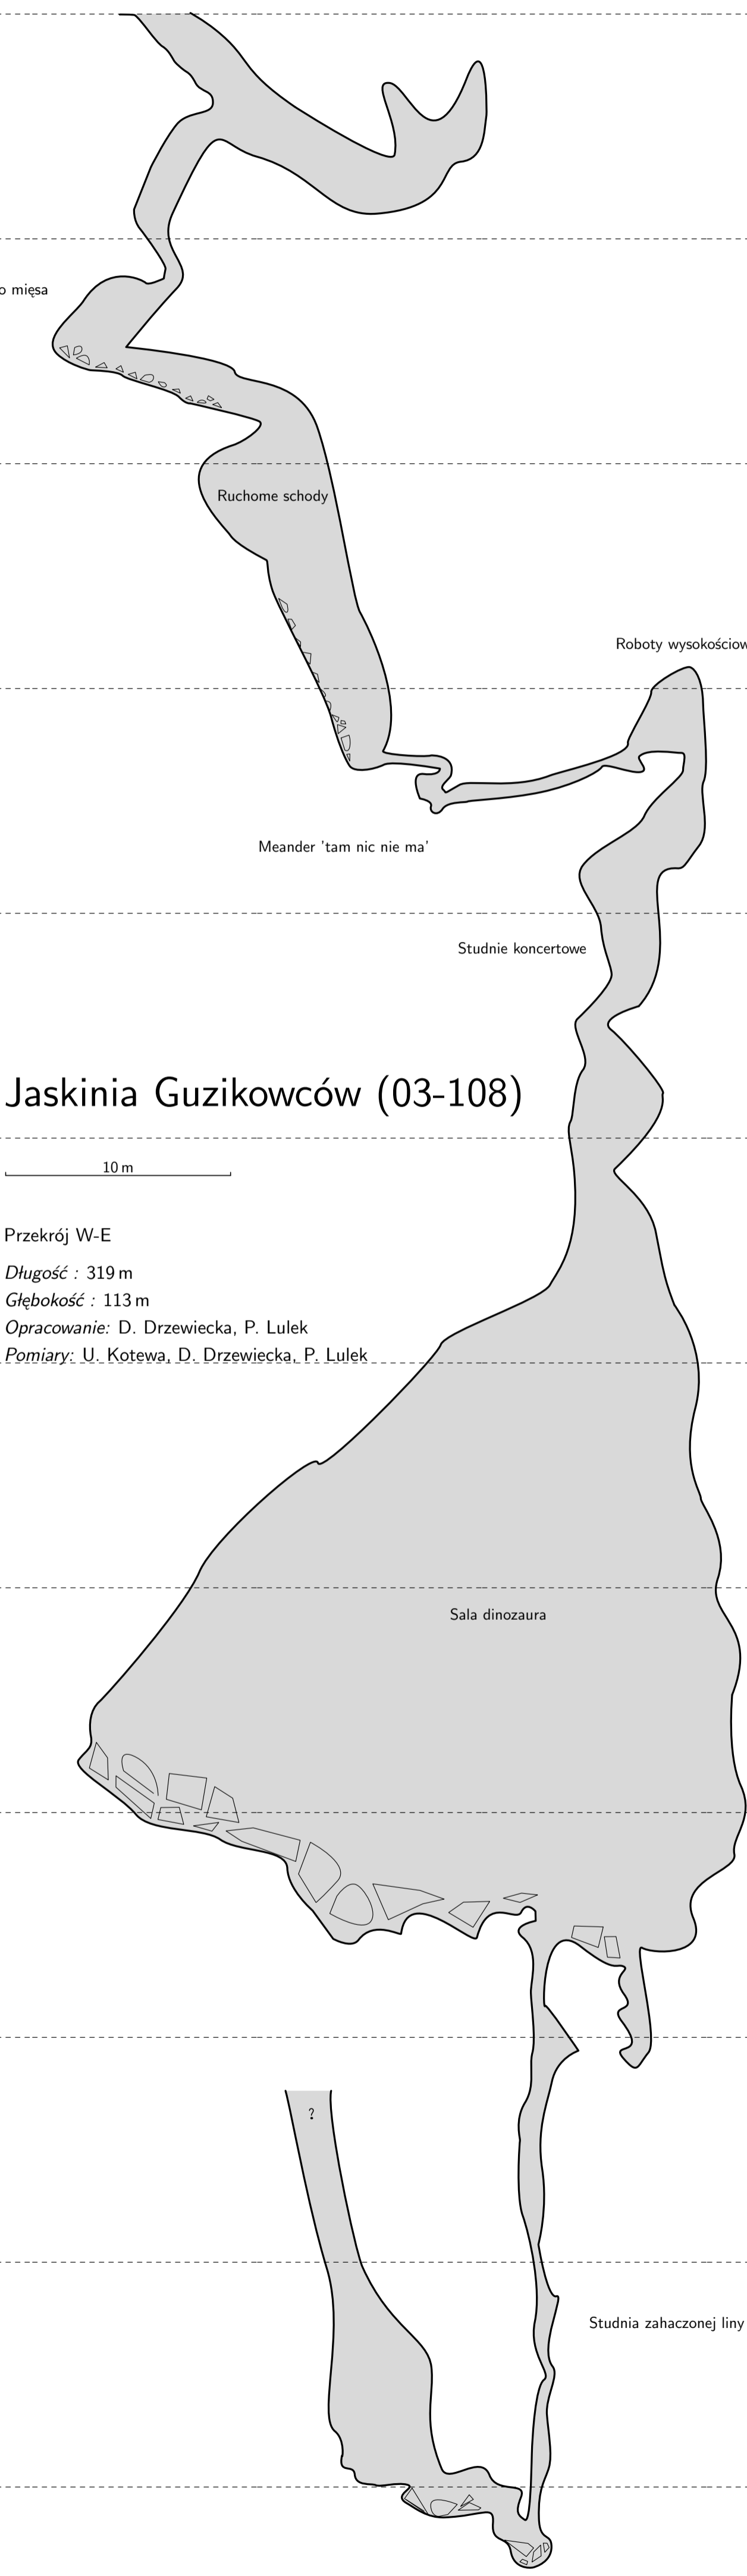 o mięsa
Ruchome schody
Roboty wysokościow
Meander 'tam nic nie ma'
Studnie koncertowe
Jaskinia Guzikowców (03-108)
10 m
Przekrój W-E
Długość : 319 m
Głębokość : 113 m
Opracowanie: D. Drzewiecka, P. Lulek
Pomiary: U. Kotewa, D. Drzewiecka, P. Lulek
Sala dinozaura
?
Studnia zahaczonej liny